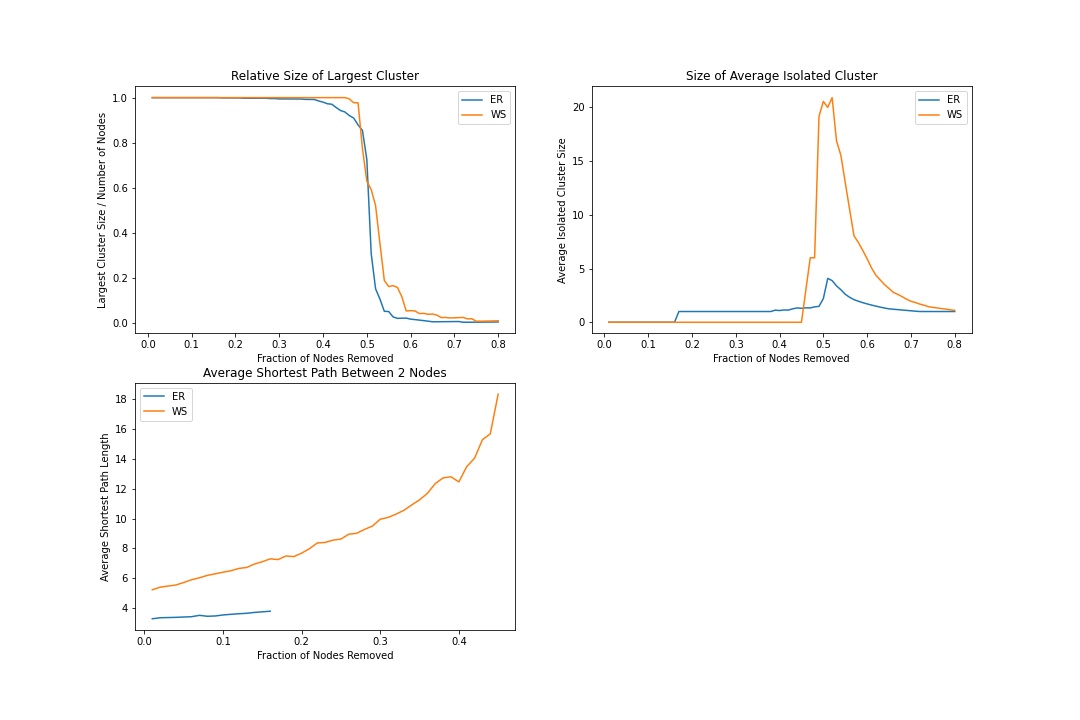 Relative Size of Largest Cluster
Largest Cluster Size / Number of Nodes
1.0
0.8
0.6
0.4
0.2
0.0
ER
WS
0.0 0.1 0.2 0.3 0.4 0.5 0.6 0.7 0.8
Fraction of Nodes Removed
Size of Average Isolated Cluster
Average Isolated Cluster Size
20
15
10
5
0
ER
WS
0.0 0.1 0.2 0.3 0.4 0.5 0.6 0.7 0.8
Fraction of Nodes Removed
Average Shortest Path Between 2 Nodes
Average Shortest Path Length
18
16
14
12
10
8
6
4
ER
WS
0.0 0.1 0.2 0.3 0.4
Fraction of Nodes Removed